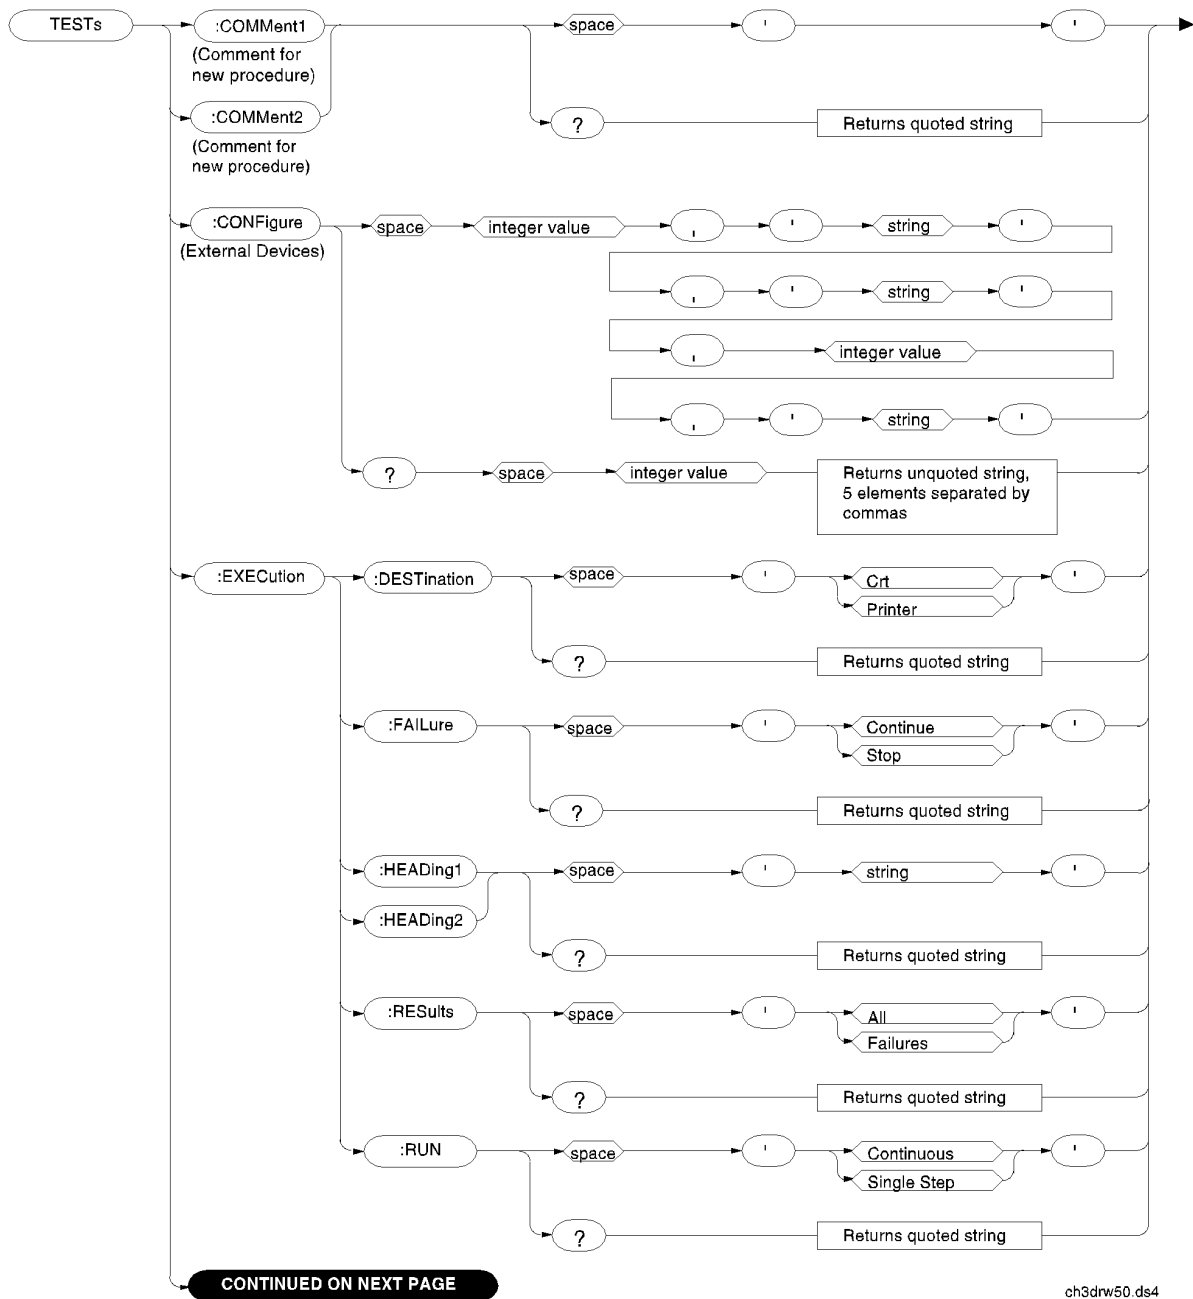 TESTs :COMMent1 space ' '
(Comment for
new procedure)
:COMMent2 ? Returns quoted string
(Comment for
new procedure)
:CONFigure space integer value , ' string '
(External Devices)
, ' string '
, integer value
, ' string '
? space integer value Returns unquoted string,
5 elements separated by
commas
:EXECution :DESTination space ' Crt '
Printer
? Returns quoted string
:FAILure space ' Continue '
Stop
? Returns quoted string
:HEADing1 space ' string '
:HEADing2
? Returns quoted string
:RESults space ' All '
Failures
? Returns quoted string
:RUN space ' Continuous '
Single Step
? Returns quoted string
CONTINUED ON NEXT PAGE
ch3drw50.ds4